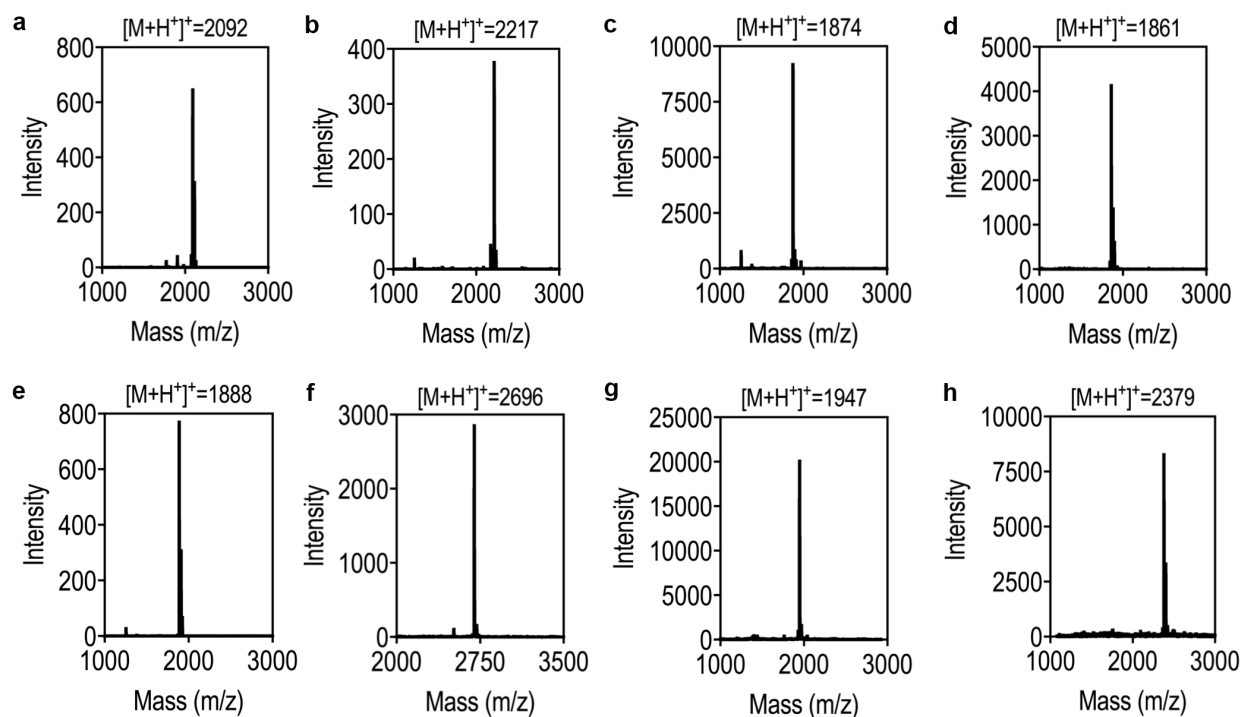 a
[M+H⁺]⁺=2092
800
600
400
200
0
Intensity
1000 2000 3000
Mass (m/z)
b
[M+H⁺]⁺=2217
400
300
200
100
0
Intensity
1000 2000 3000
Mass (m/z)
c
[M+H⁺]⁺=1874
10000
7500
5000
2500
0
Intensity
1000 2000 3000
Mass (m/z)
d
[M+H⁺]⁺=1861
5000
4000
3000
2000
1000
0
Intensity
1000 2000 3000
Mass (m/z)
e
[M+H⁺]⁺=1888
800
600
400
200
0
Intensity
1000 2000 3000
Mass (m/z)
f
[M+H⁺]⁺=2696
3000
2000
1000
0
Intensity
2000 2750 3500
Mass (m/z)
g
[M+H⁺]⁺=1947
25000
20000
15000
10000
5000
0
Intensity
1000 2000 3000
Mass (m/z)
h
[M+H⁺]⁺=2379
10000
7500
5000
2500
0
Intensity
1000 2000 3000
Mass (m/z)